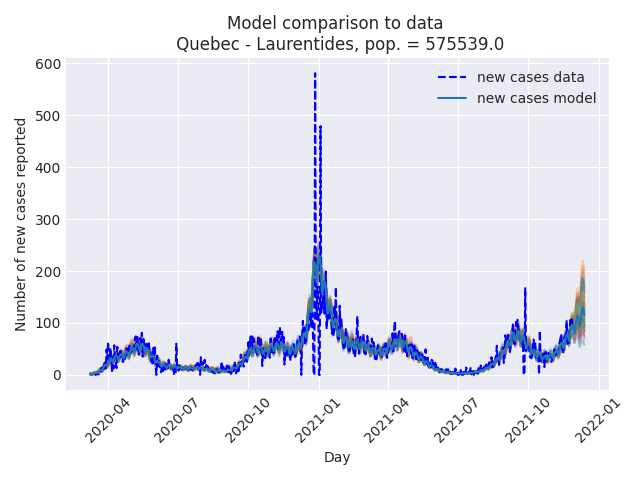 Model comparison to data
Quebec - Laurentides, pop. = 575539.0
new cases data
new cases model
Number of new cases reported
600
500
400
300
200
100
0
2020-04
2020-07
2020-10
2021-01
2021-04
2021-07
2021-10
2022-01
Day